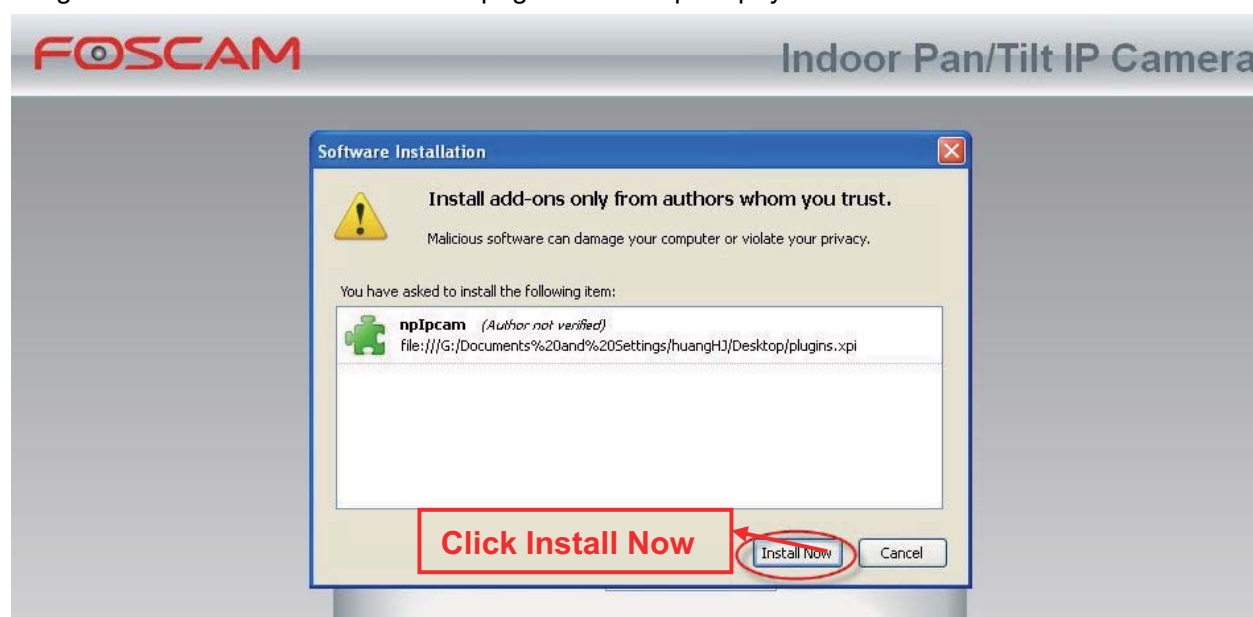 FOSCAM
Indoor Pan/Tilt IP Camera
Software Installation
Install add-ons only from authors whom you trust.
Malicious software can damage your computer or violate your privacy.
You have asked to install the following item:
npIpcam (Author not verified)
file:///G:/Documents%20and%20Settings/huangHJ/Desktop/plugins.xpi
Click Install Now
Install Now Cancel